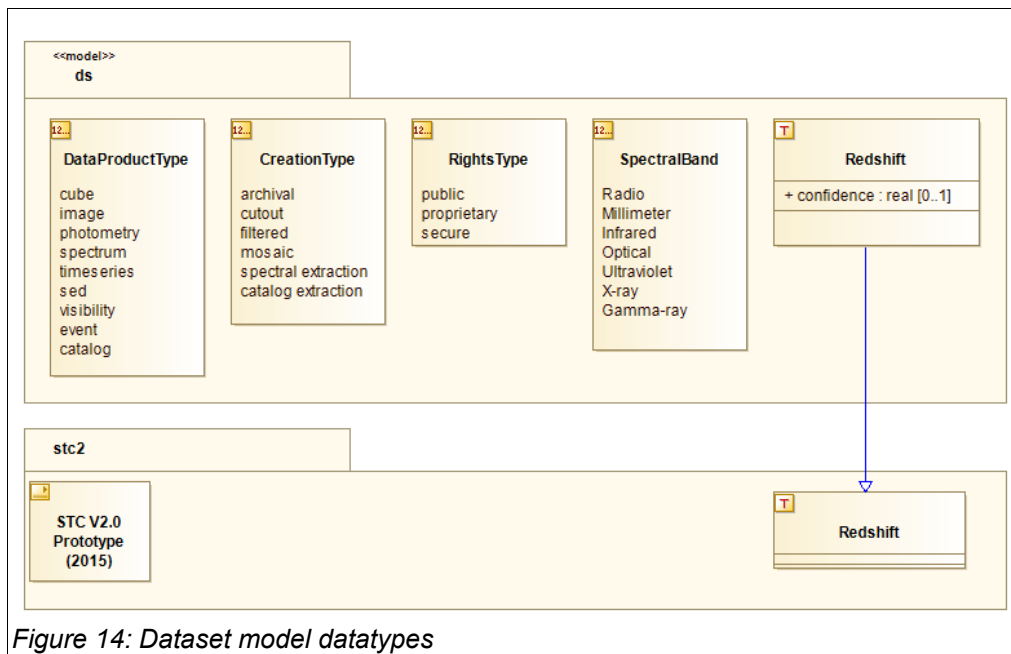 <<model>>
ds
12...
DataProductType
cube
image
photometry
spectrum
timeseries
sed
visibility
event
catalog
12...
CreationType
archival
cutout
filtered
mosaic
spectral extraction
catalog extraction
12...
RightsType
public
proprietary
secure
12...
SpectralBand
Radio
Millimeter
Infrared
Optical
Ultraviolet
X-ray
Gamma-ray
T
Redshift
+ confidence : real [0..1]
stc2
STC V2.0
Prototype
(2015)
T
Redshift
Figure 14: Dataset model datatypes